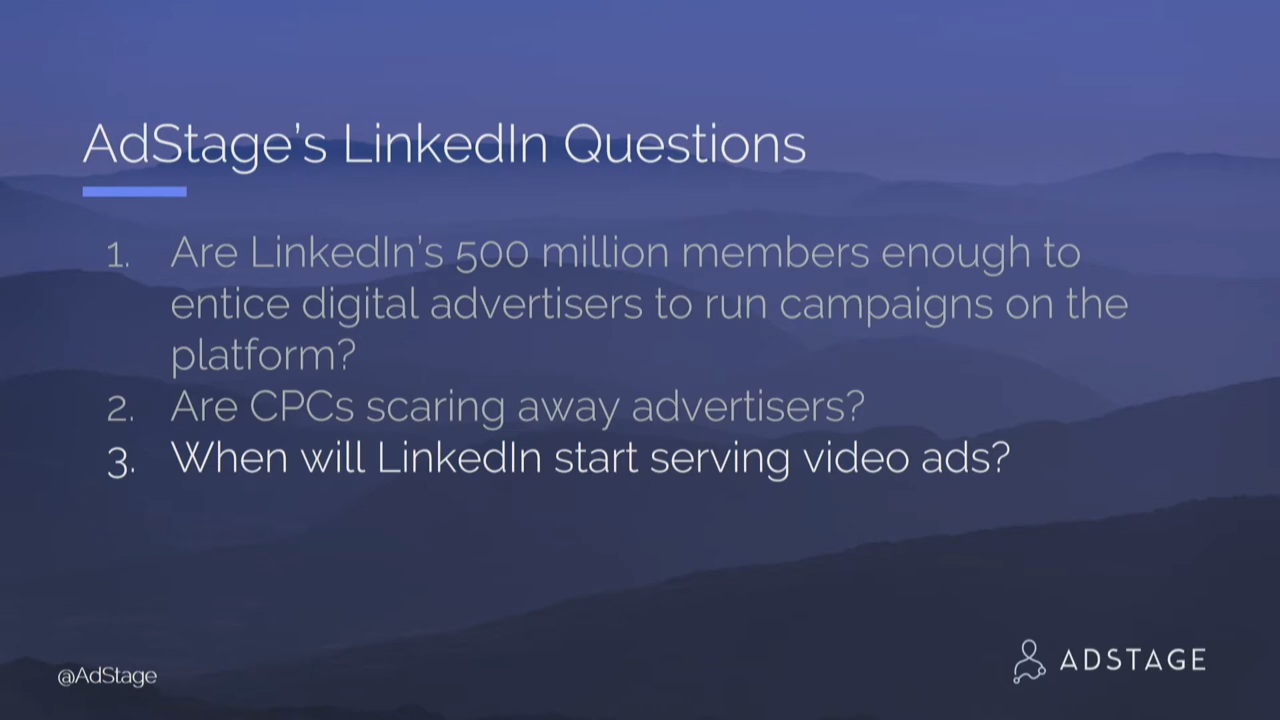 AdStage’s LinkedIn Questions
1. Are LinkedIn’s 500 million members enough to
entice digital advertisers to run campaigns on the
platform?
2. Are CPCs scaring away advertisers?
3. When will LinkedIn start serving video ads?
@AdStage
ADSTAGE